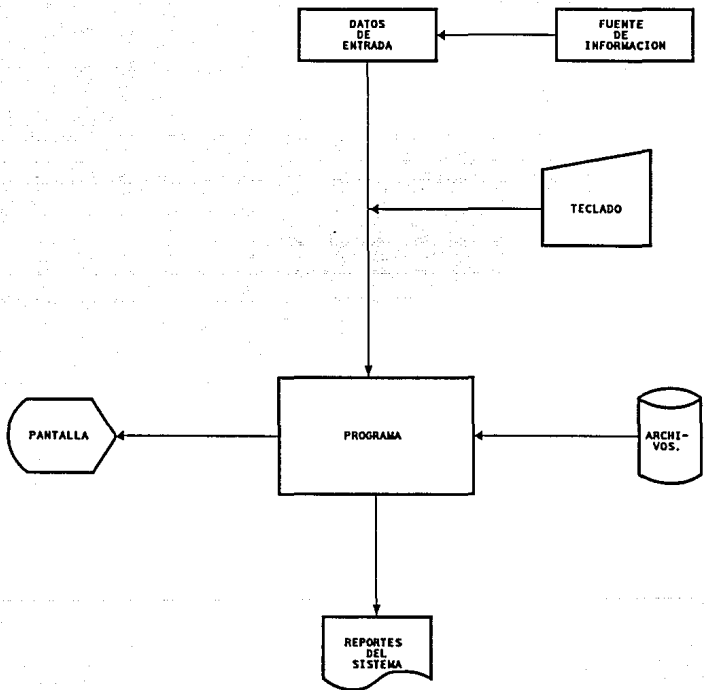 DATOS
DE
ENTRADA
FUENTE
DE
INFORMACION
TECLADO
PANTALLA
PROGRAMA
ARCHI-
VOS.
REPORTES
DEL
SISTEMA